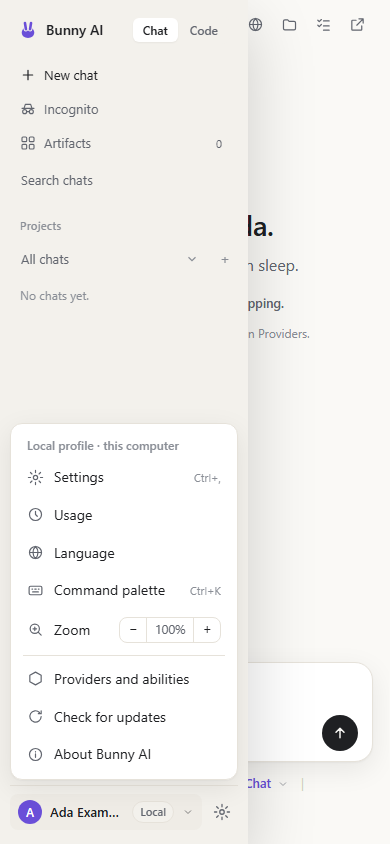 Bunny AI
Chat
Code
New chat
Incognito
Artifacts
0
Search chats
Projects
All chats
+
No chats yet.
sleep.
Providers.
Local profile · this computer
Settings
Ctrl+,
Usage
Language
Command palette
Ctrl+K
Zoom
−
100%
+
Providers and abilities
Check for updates
About Bunny AI
Chat
A
Ada Exam...
Local